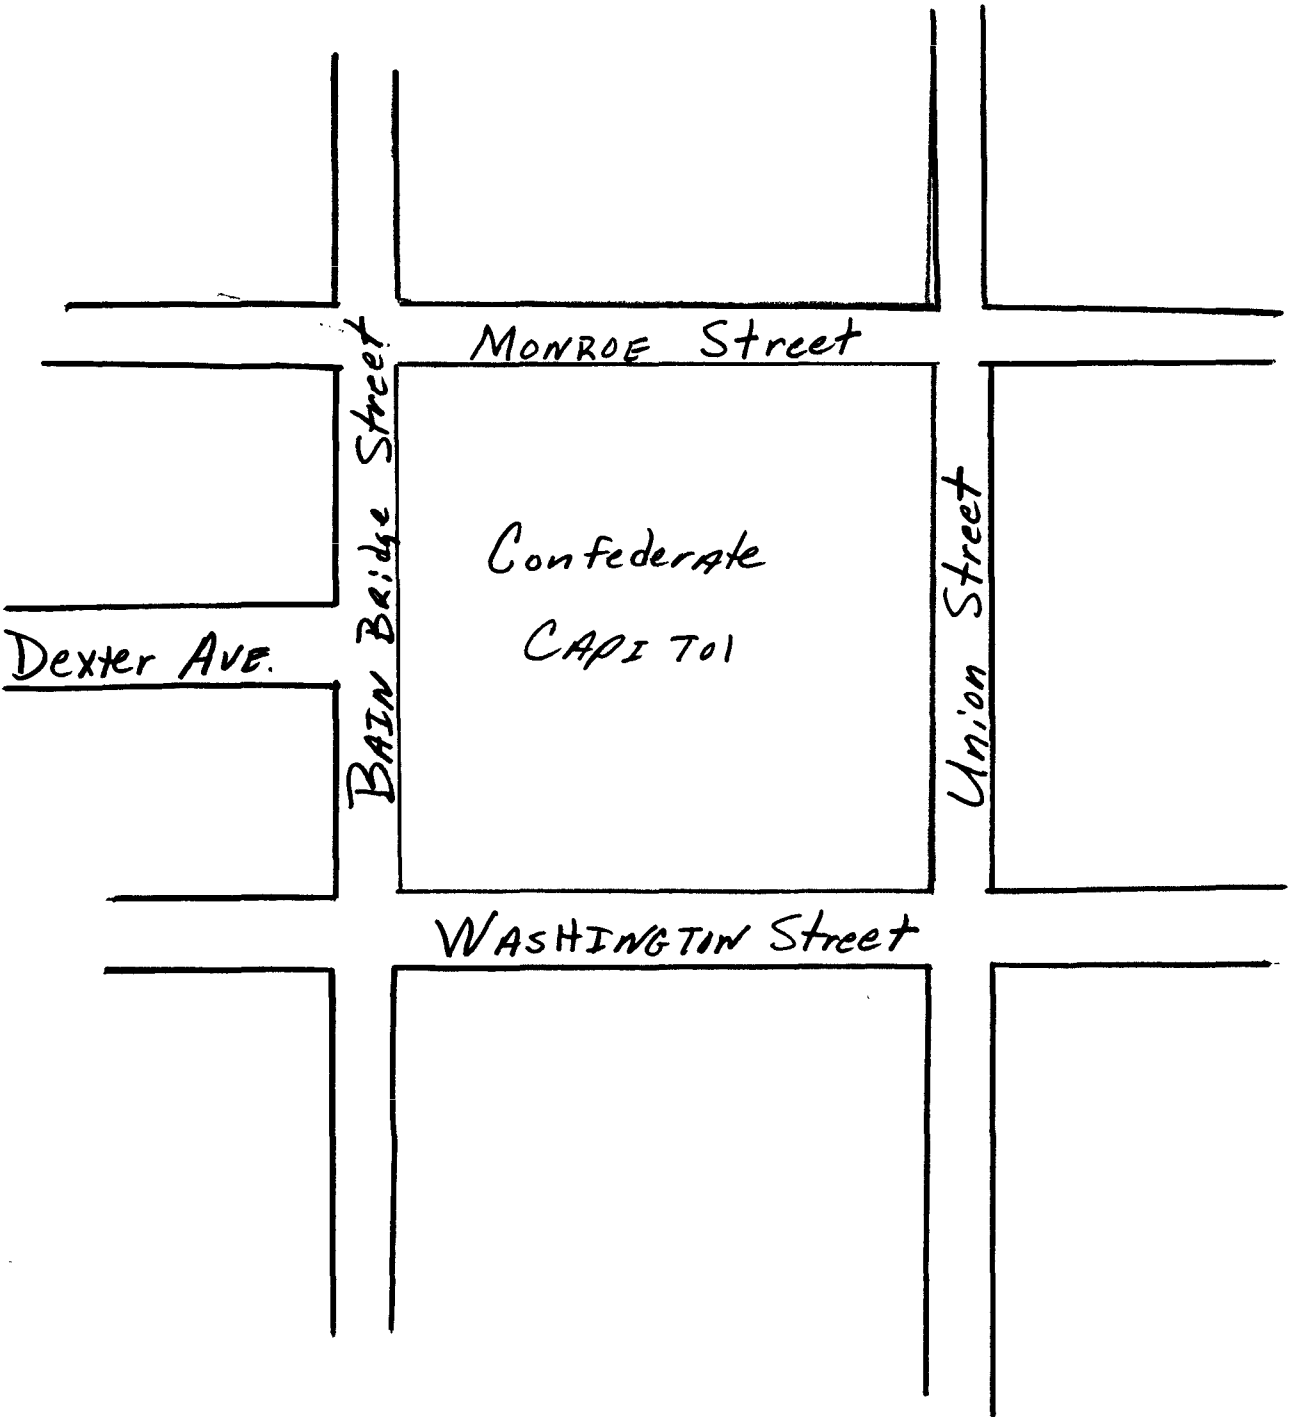 MONROE Street
BAIN BRidge Street
Confederate
CAPITOl
Union Street
Dexter AVE.
WASHINGTON Street